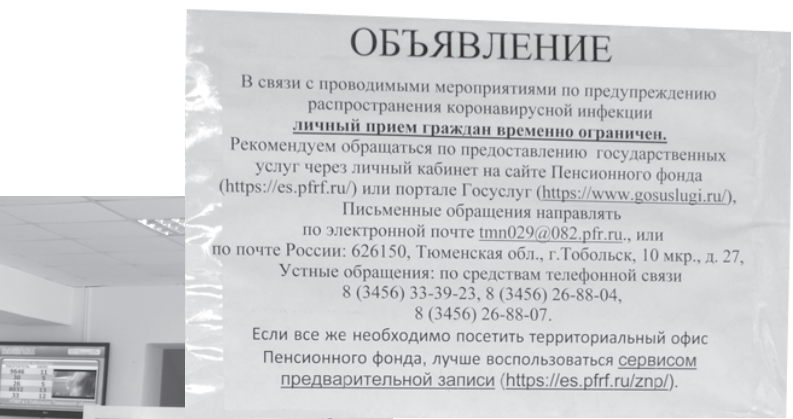 ОБЪЯВЛЕНИЕ
В связи с проводимыми мероприятиями по предупреждению
распространения коронавирусной инфекции
личный прием граждан временно ограничен.
Рекомендуем обращаться по предоставлению государственных
услуг через личный кабинет на сайте Пенсионного фонда
(https://es.pfrf.ru/) или портале Госуслуг (https://www.gosuslugi.ru/),
Письменные обращения направлять
по электронной почте tmn029@082.pfr.ru., или
по почте России: 626150, Тюменская обл., г.Тобольск, 10 мкр., д. 27,
Устные обращения: по средствам телефонной связи
8 (3456) 33-39-23, 8 (3456) 26-88-04,
8 (3456) 26-88-07.
Если все же необходимо посетить территориальный офис
Пенсионного фонда, лучше воспользоваться сервисом
предварительной записи (https://es.pfrf.ru/znp/).